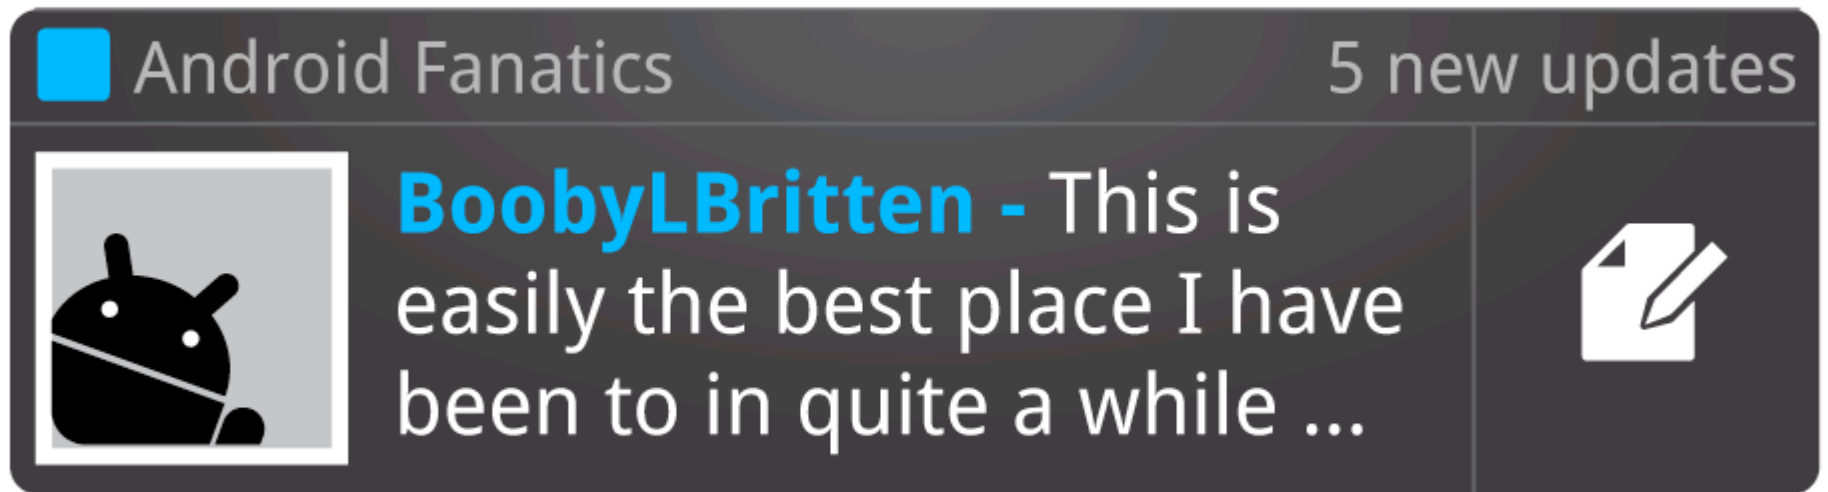 Android Fanatics 5 new updates
BoobyLBritten - This is
easily the best place I have
been to in quite a while ...